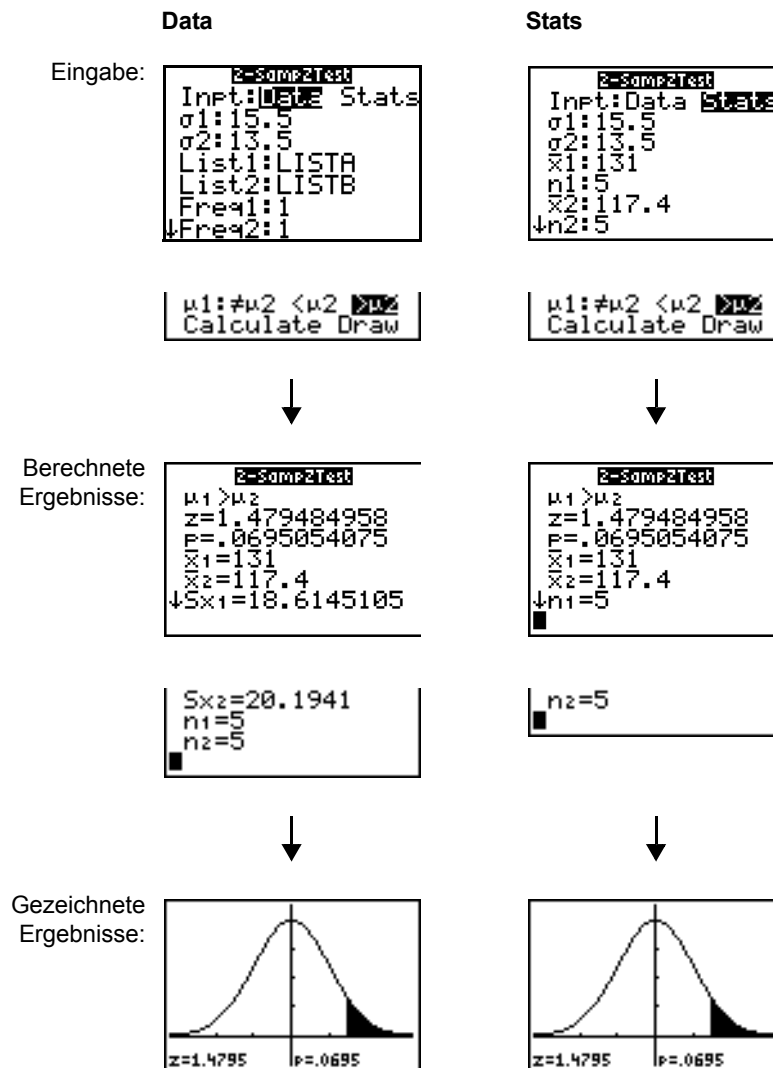 Data
Stats
Eingabe:
2-SampZTest
Inpt:Data Stats
σ1:15.5
σ2:13.5
List1:LISTA
List2:LISTB
Freq1:1
↓Freq2:1
μ1:≠μ2 <μ2 >μ2
Calculate Draw
2-SampZTest
Inpt:Data Stats
σ1:15.5
σ2:13.5
x̄1:131
n1:5
x̄2:117.4
↓n2:5
μ1:≠μ2 <μ2 >μ2
Calculate Draw
Berechnete
Ergebnisse:
2-SampZTest
μ1>μ2
z=1.479484958
p=.0695054075
x̄1=131
x̄2=117.4
↓Sx1=18.6145105
Sx2=20.1941
n1=5
n2=5
2-SampZTest
μ1>μ2
z=1.479484958
p=.0695054075
x̄1=131
x̄2=117.4
↓n1=5
n2=5
Gezeichnete
Ergebnisse:
z=1.4795 p=.0695
z=1.4795 p=.0695